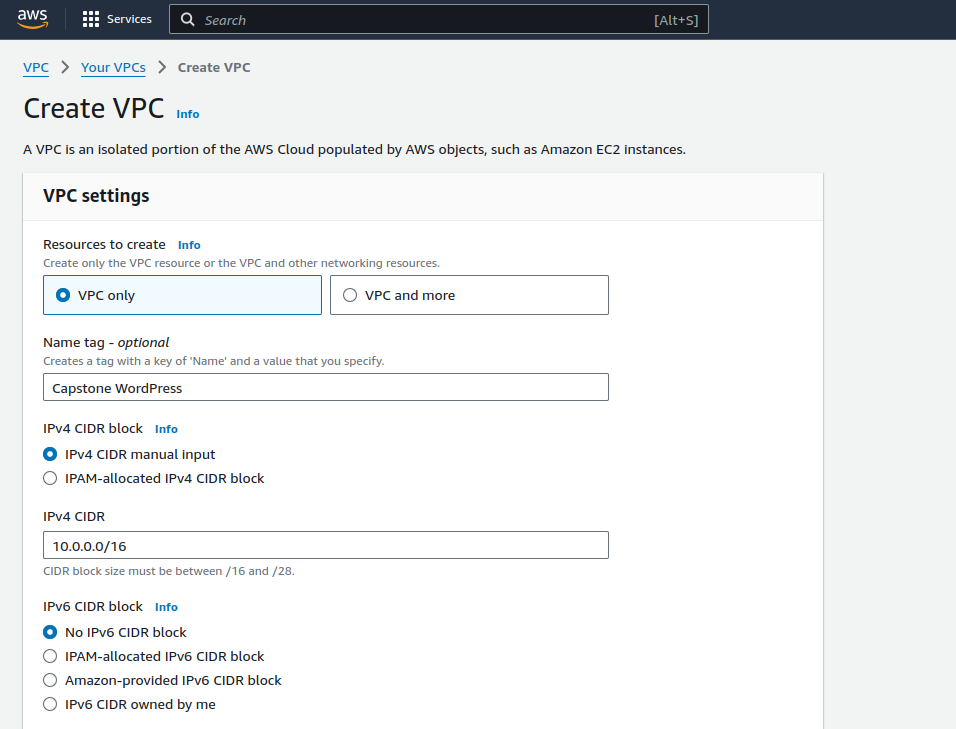 aws Services Search [Alt+S]
VPC > Your VPCs > Create VPC
Create VPC Info
A VPC is an isolated portion of the AWS Cloud populated by AWS objects, such as Amazon EC2 instances.
VPC settings
Resources to create Info
Create only the VPC resource or the VPC and other networking resources.
VPC only VPC and more
Name tag - optional
Creates a tag with a key of 'Name' and a value that you specify.
Capstone WordPress
IPv4 CIDR block Info
IPv4 CIDR manual input
IPAM-allocated IPv4 CIDR block
IPv4 CIDR
10.0.0.0/16
CIDR block size must be between /16 and /28.
IPv6 CIDR block Info
No IPv6 CIDR block
IPAM-allocated IPv6 CIDR block
Amazon-provided IPv6 CIDR block
IPv6 CIDR owned by me